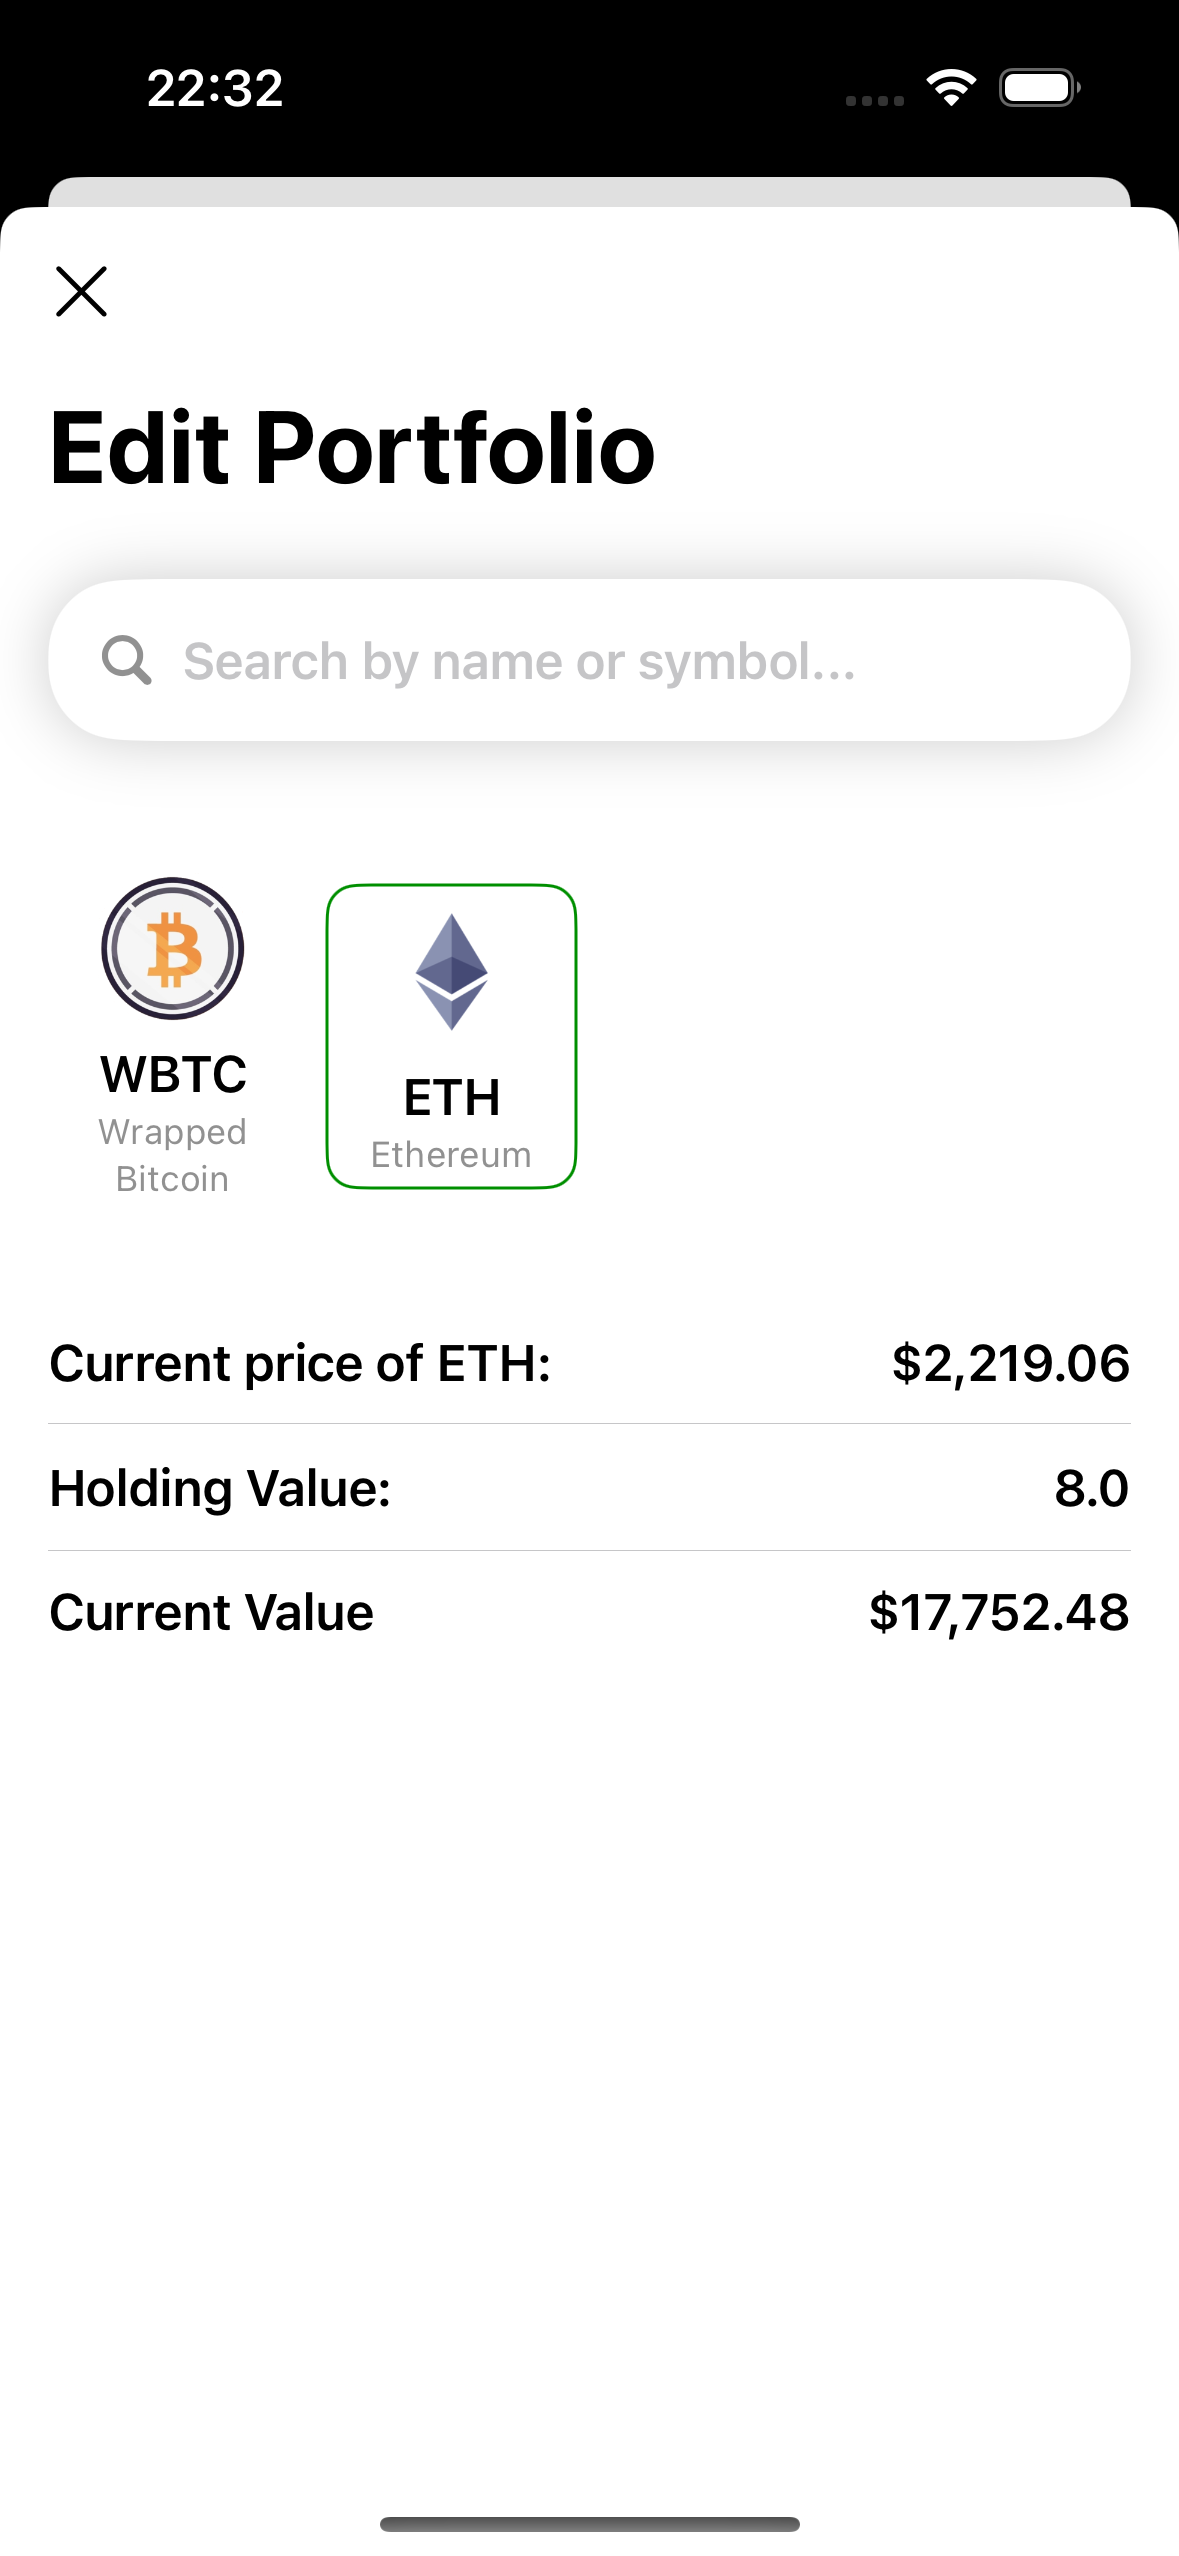 22:32
Edit Portfolio
Search by name or symbol...
WBTC
Wrapped
Bitcoin
ETH
Ethereum
Current price of ETH: $2,219.06
Holding Value: 8.0
Current Value $17,752.48